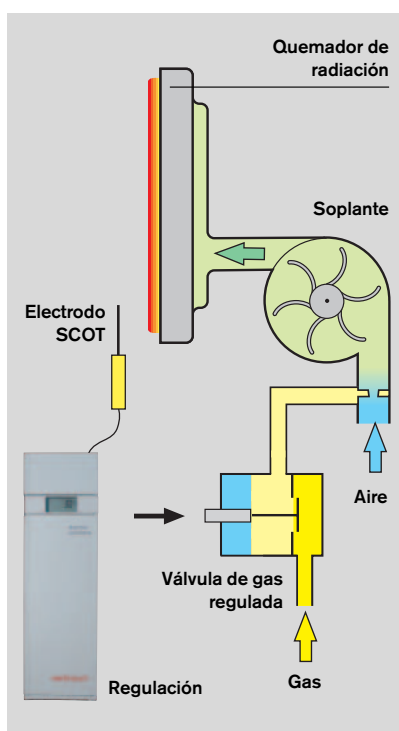 Quemador de
radiación
Soplante
Electrodo
SCOT
Aire
Válvula de gas
regulada
Regulación
Gas